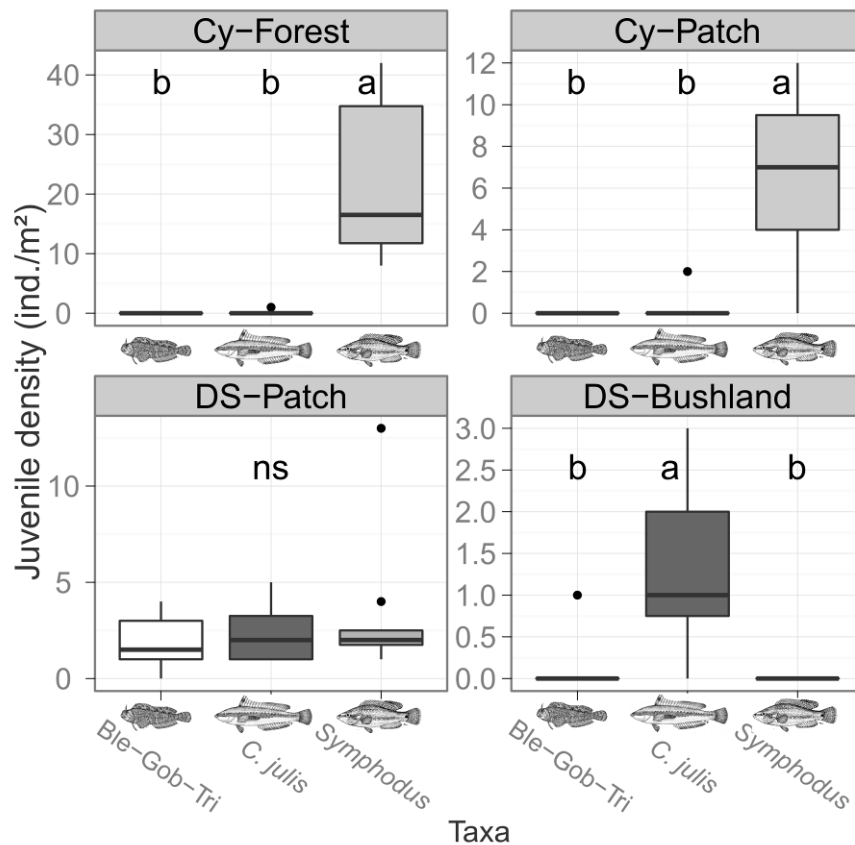 Cy−Forest
Cy−Patch
b b a
b b a
40
30
20
10
0
12
10
8
6
4
2
0
Juvenile density (ind./m²)
DS−Patch
DS−Bushland
ns
b a b
10
5
0
3.0
2.5
2.0
1.5
1.0
0.5
0.0
Ble−Gob−Tri
C. julis
Symphodus
Ble−Gob−Tri
C. julis
Symphodus
Taxa